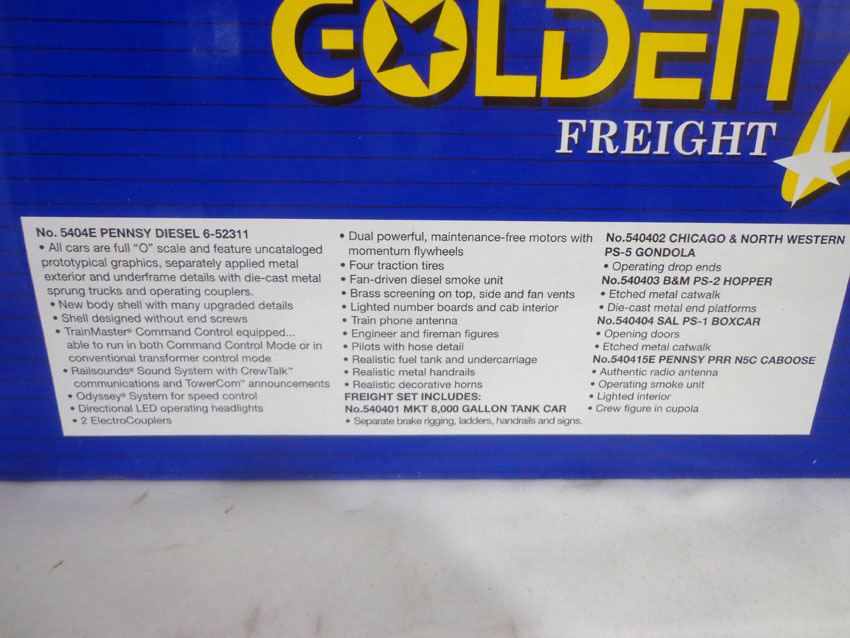 GOLDEN
FREIGHT
No. 5404E PENNSY DIESEL 6-52311
• All cars are full "O" scale and feature uncataloged
prototypical graphics, separately applied metal
exterior and underframe details with die-cast metal
sprung trucks and operating couplers.
• New body shell with many upgraded details
• Shell designed without end screws
• TrainMaster® Command Control equipped...
able to run in both Command Control Mode or in
conventional transformer control mode
• Railsounds® Sound System with CrewTalk™
communications and TowerCom™ announcements
• Odyssey® System for speed control
• Directional LED operating headlights
• 2 ElectroCouplers
• Dual powerful, maintenance-free motors with
momentum flywheels
• Four traction tires
• Fan-driven diesel smoke unit
• Brass screening on top, side and fan vents
• Lighted number boards and cab interior
• Train phone antenna
• Engineer and fireman figures
• Pilots with hose detail
• Realistic fuel tank and undercarriage
• Realistic metal handrails
• Realistic decorative horns
FREIGHT SET INCLUDES:
No.540401 MKT 8,000 GALLON TANK CAR
• Separate brake rigging, ladders, handrails and signs.
No.540402 CHICAGO & NORTH WESTERN
PS-5 GONDOLA
• Operating drop ends
No.540403 B&M PS-2 HOPPER
• Etched metal catwalk
• Die-cast metal end platforms
No.540404 SAL PS-1 BOXCAR
• Opening doors
• Etched metal catwalk
No.540415E PENNSY PRR N5C CABOOSE
• Authentic radio antenna
• Operating smoke unit
• Lighted interior
• Crew figure in cupola